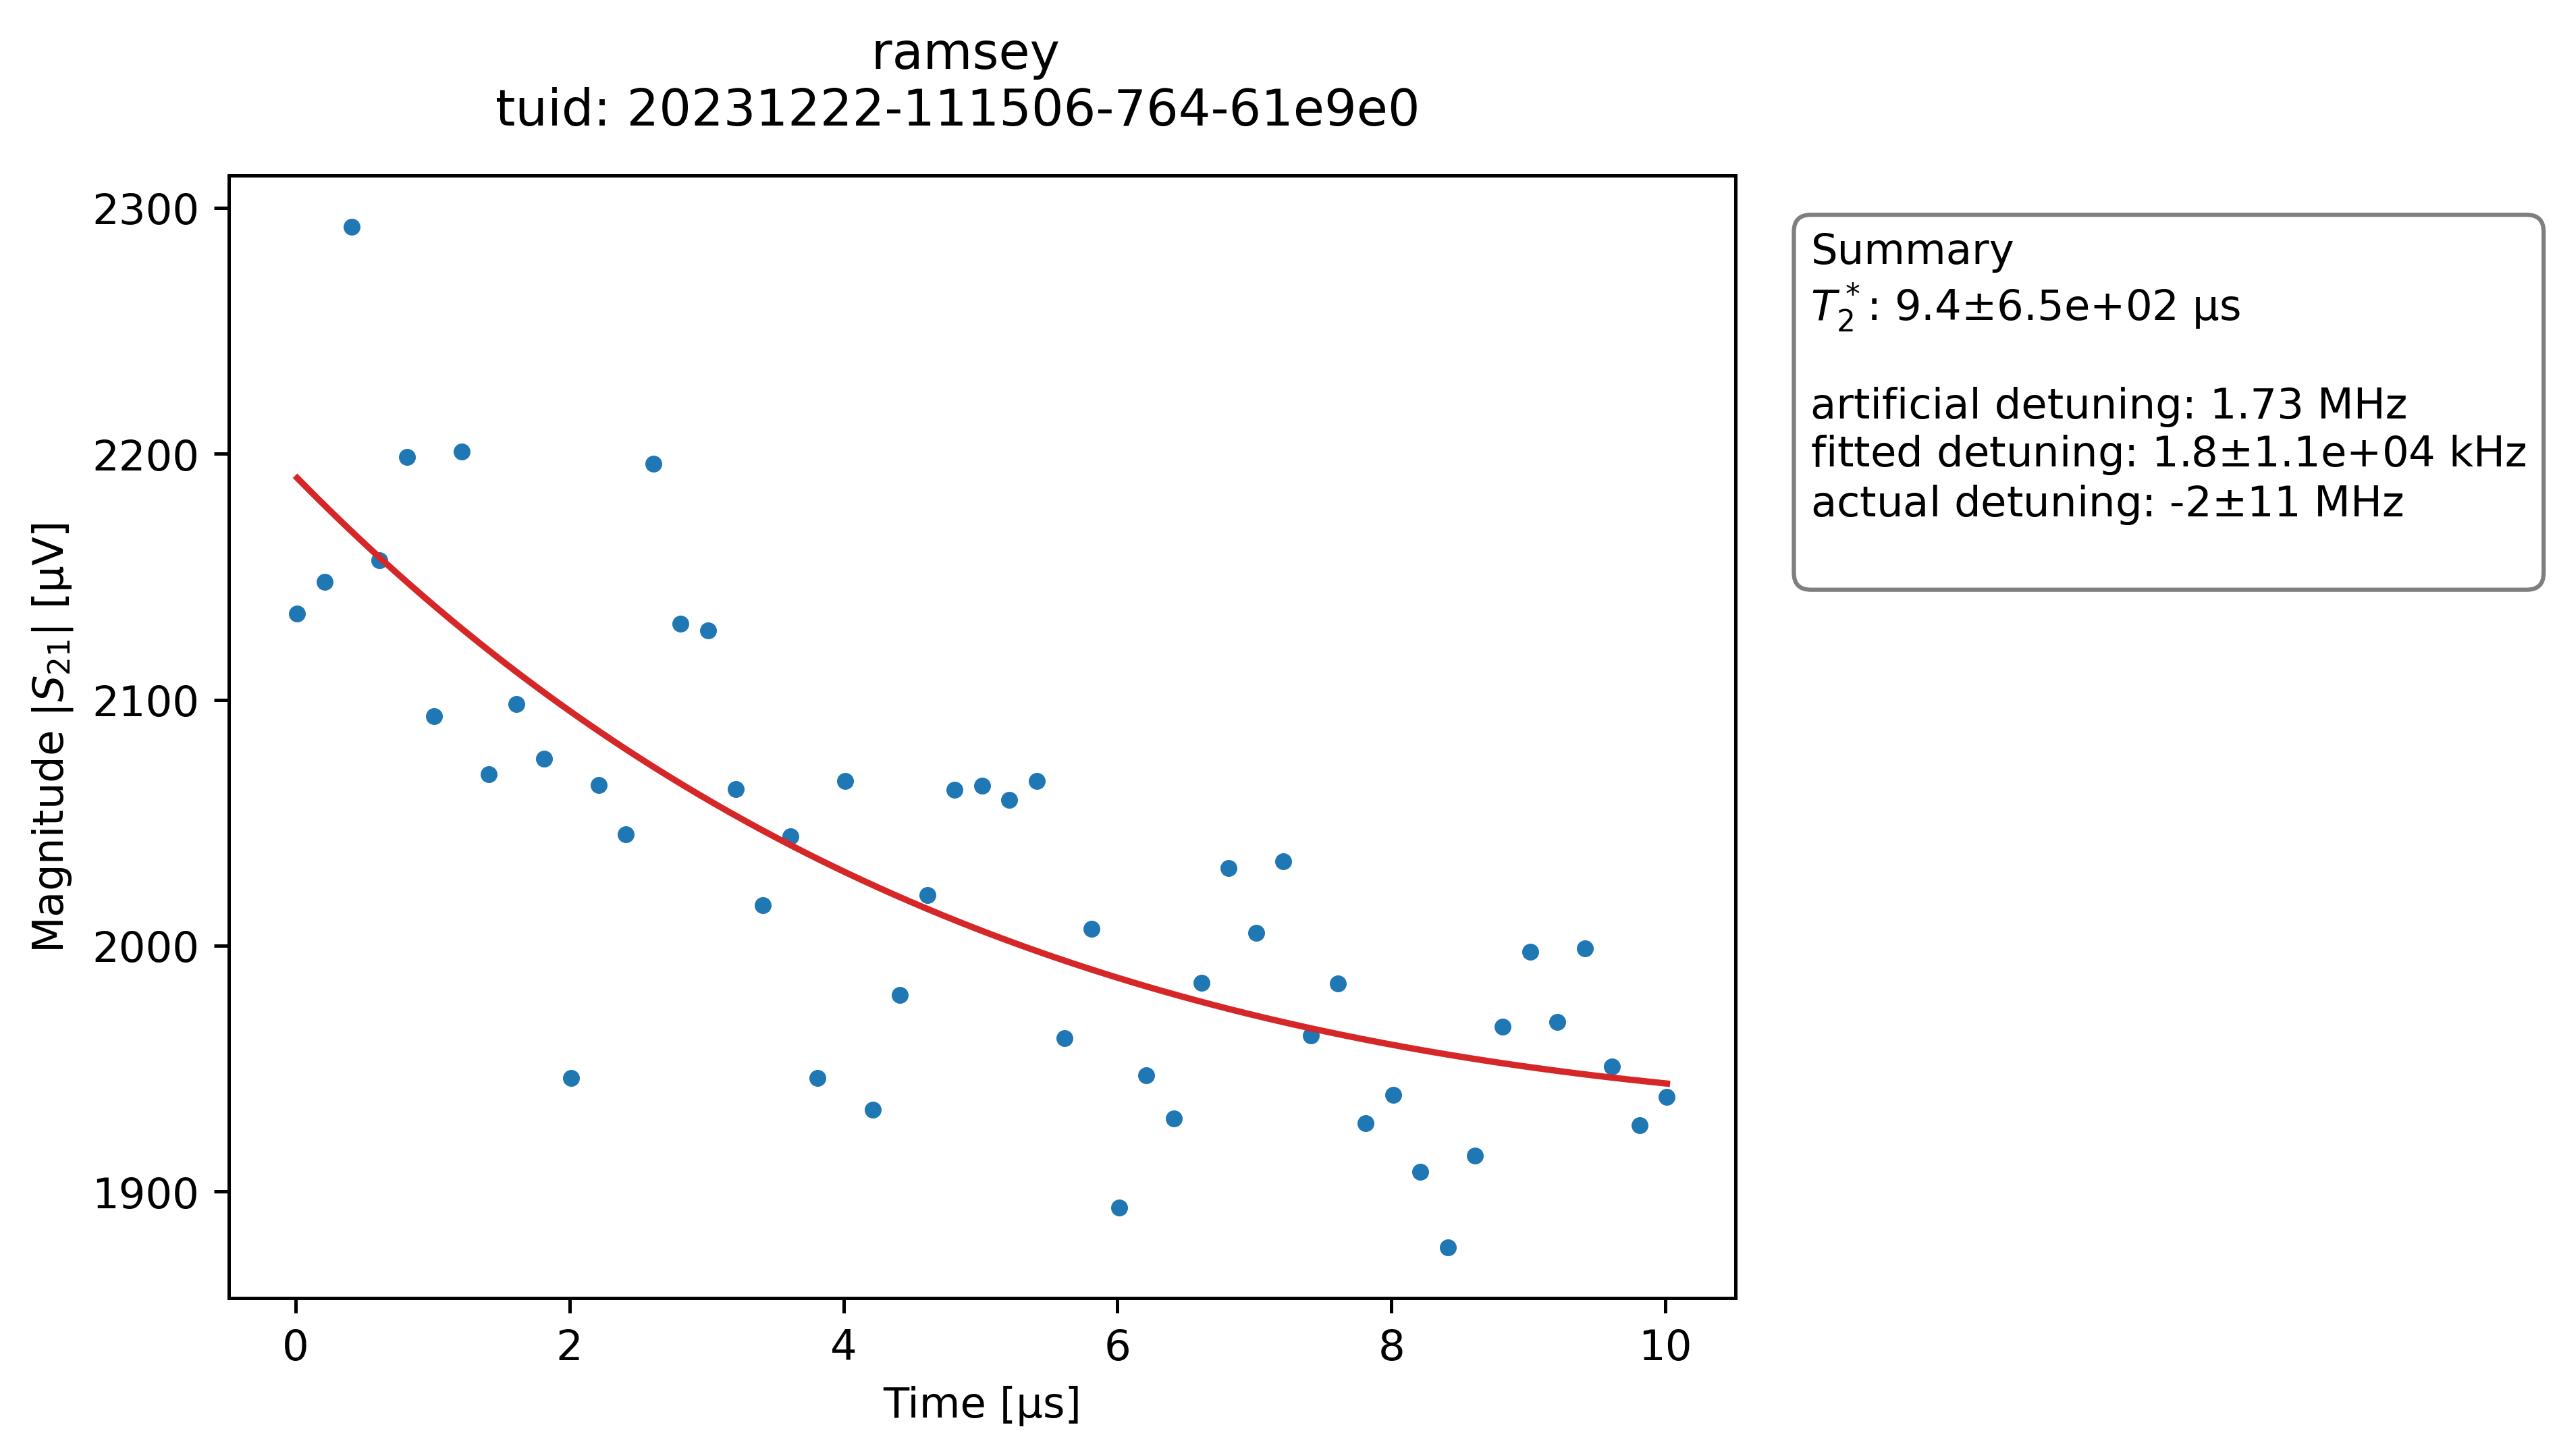 ramsey
tuid: 20231222-111506-764-61e9e0
2300
2200
2100
2000
1900
Magnitude |S₂₁| [µV]
0 2 4 6 8 10
Time [µs]
Summary
T₂*: 9.4±6.5e+02 µs
artificial detuning: 1.73 MHz
fitted detuning: 1.8±1.1e+04 kHz
actual detuning: -2±11 MHz